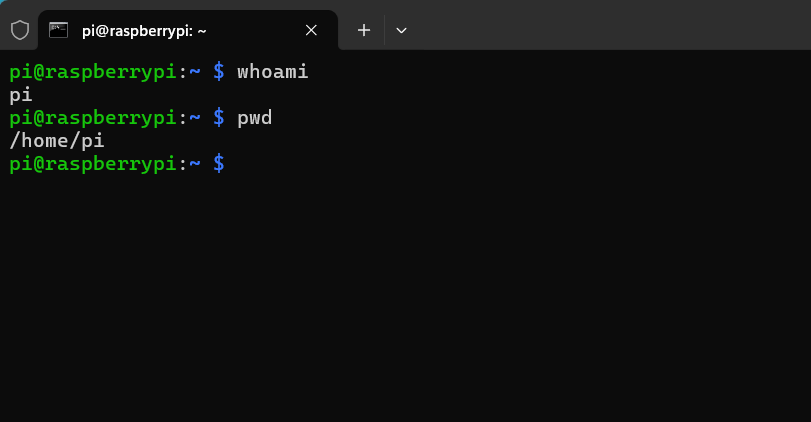 pi@raspberrypi: ~
pi@raspberrypi:~ $ whoami
pi
pi@raspberrypi:~ $ pwd
/home/pi
pi@raspberrypi:~ $